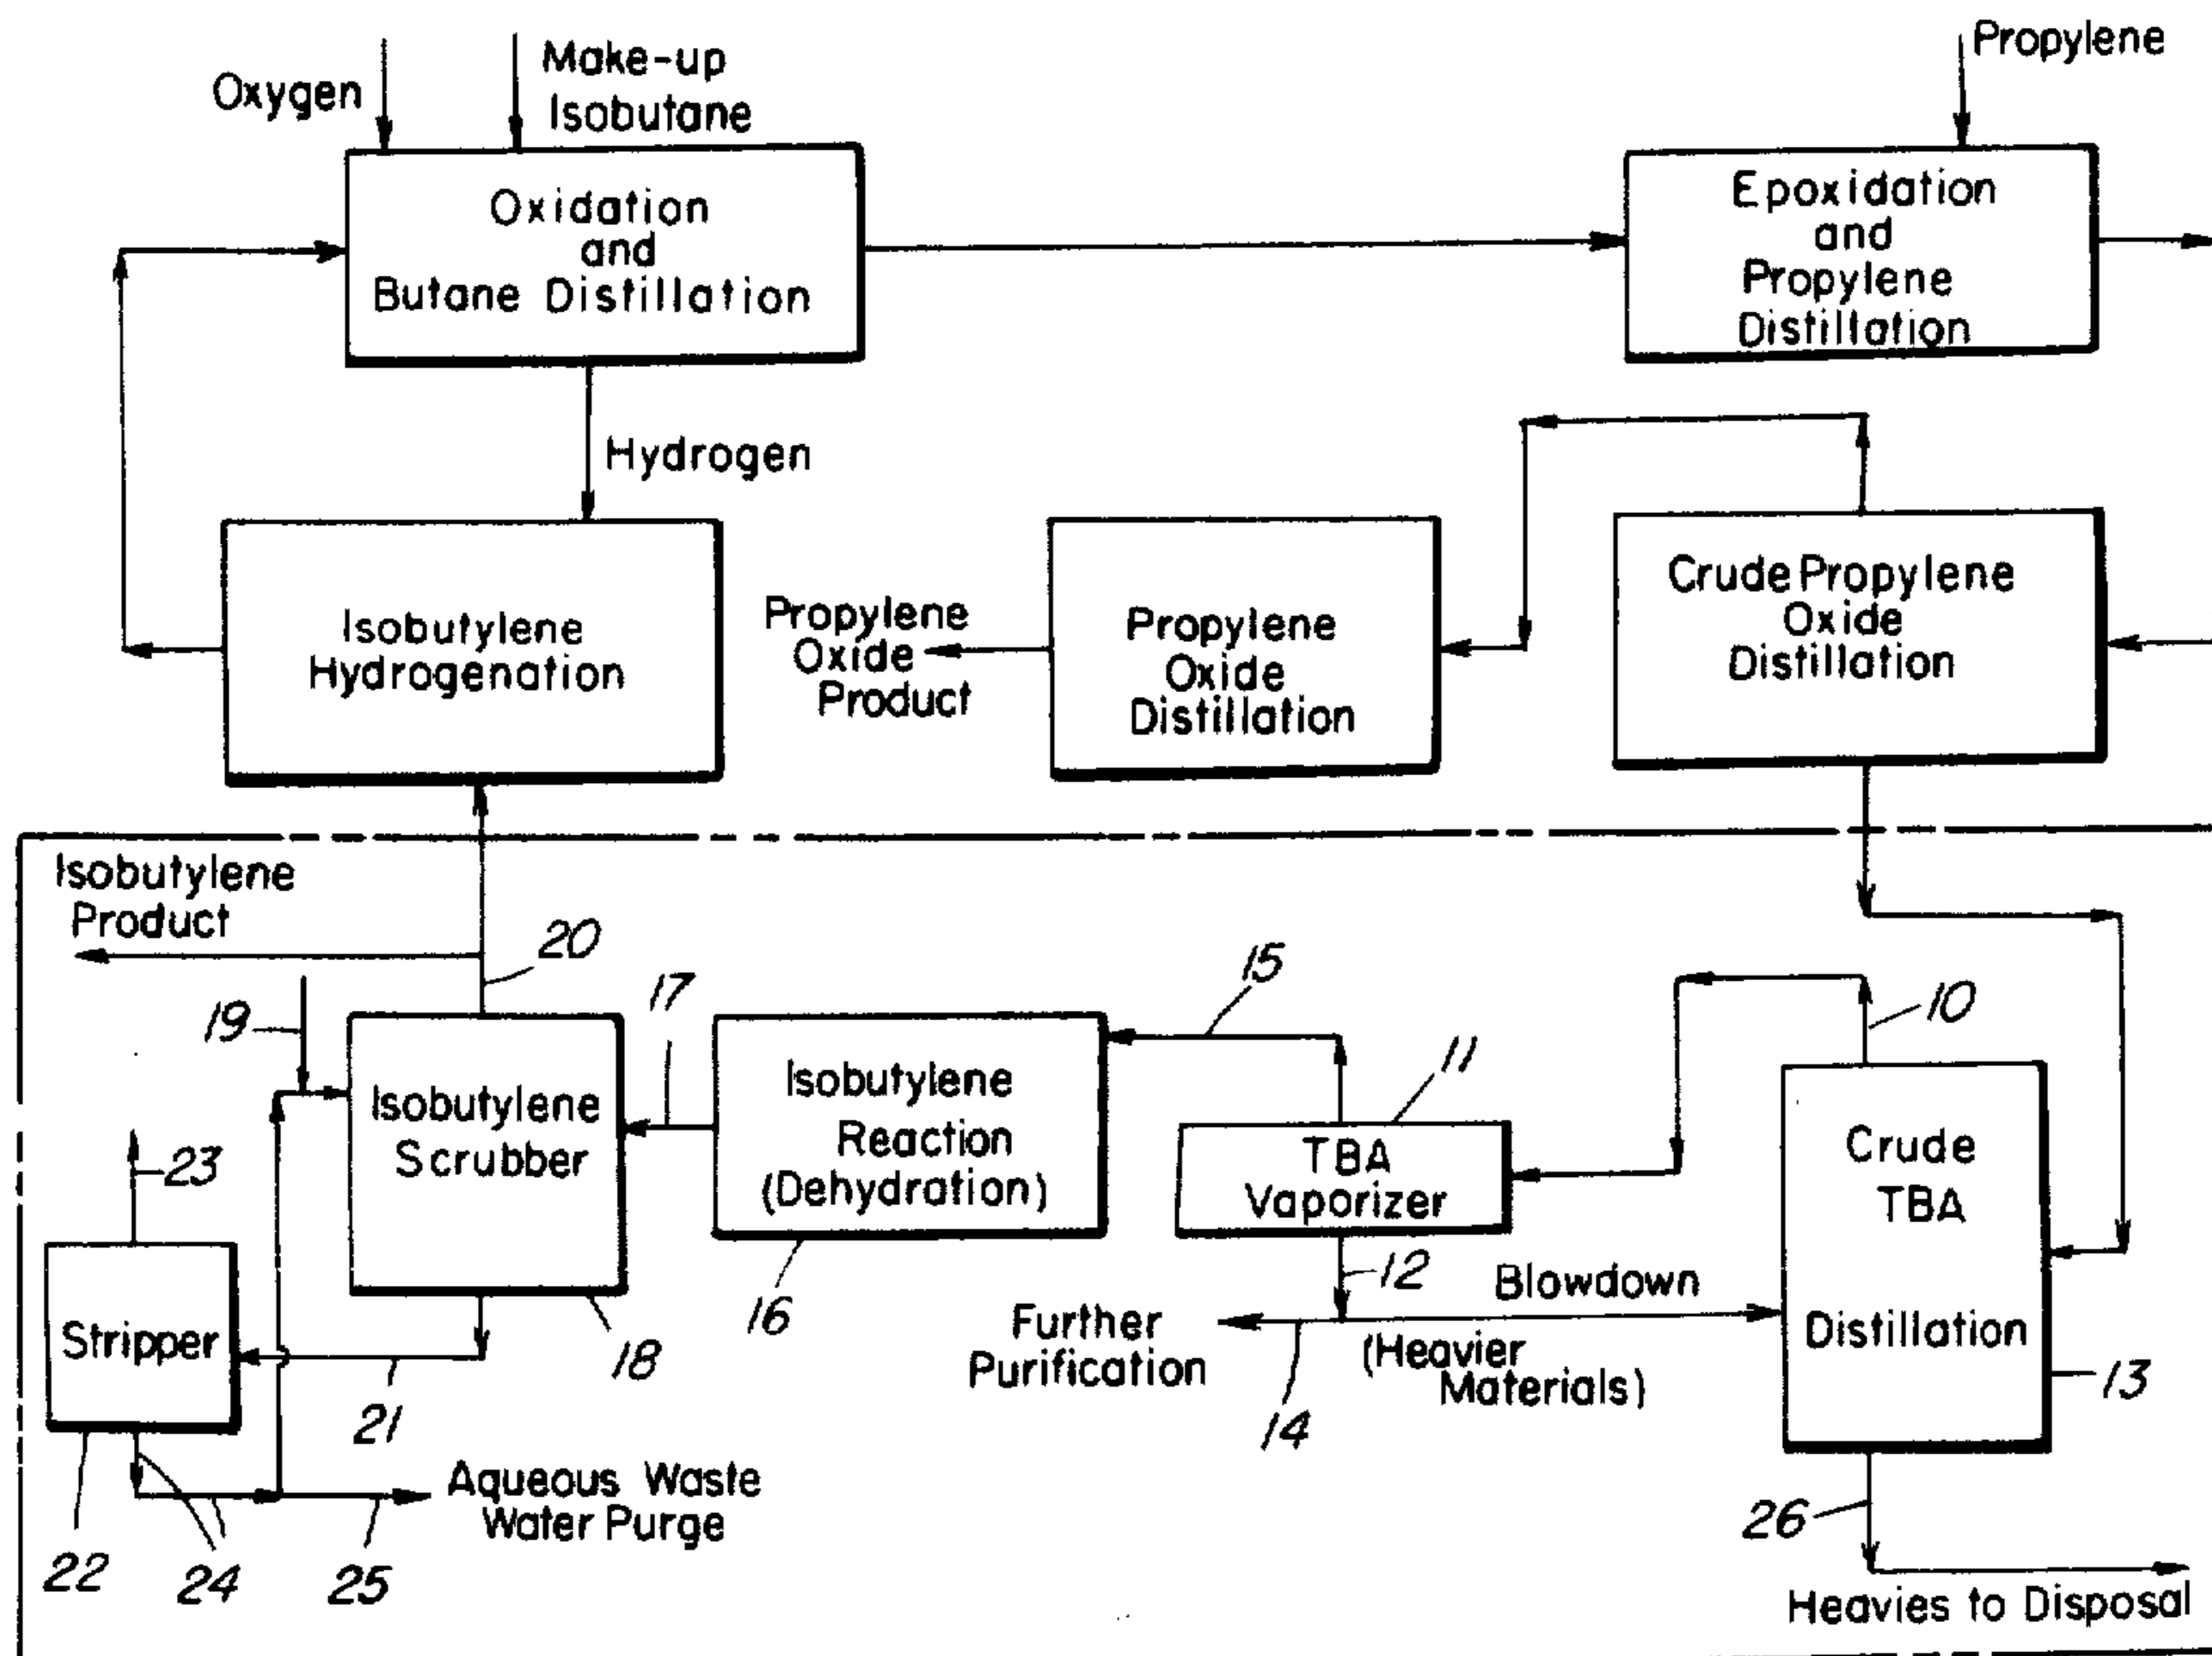 Oxygen
Make-up
Isobutane
Propylene
Oxidation
and
Butane Distillation
Epoxidation
and
Propylene
Distillation
Hydrogen
Isobutylene
Hydrogenation
Propylene
Oxide
Product
Propylene
Oxide
Distillation
Crude Propylene
Oxide
Distillation
Isobutylene
Product
20
19
17
15
11
10
Isobutylene
Scrubber
Isobutylene
Reaction
(Dehydration)
TBA
Vaporizer
Crude
TBA
Distillation
23
Stripper
21
18
16
12
Blowdown
(Heavier
Materials)
Further
Purification
14
13
22
24
25
Aqueous Waste
Water Purge
26
Heavies to Disposal